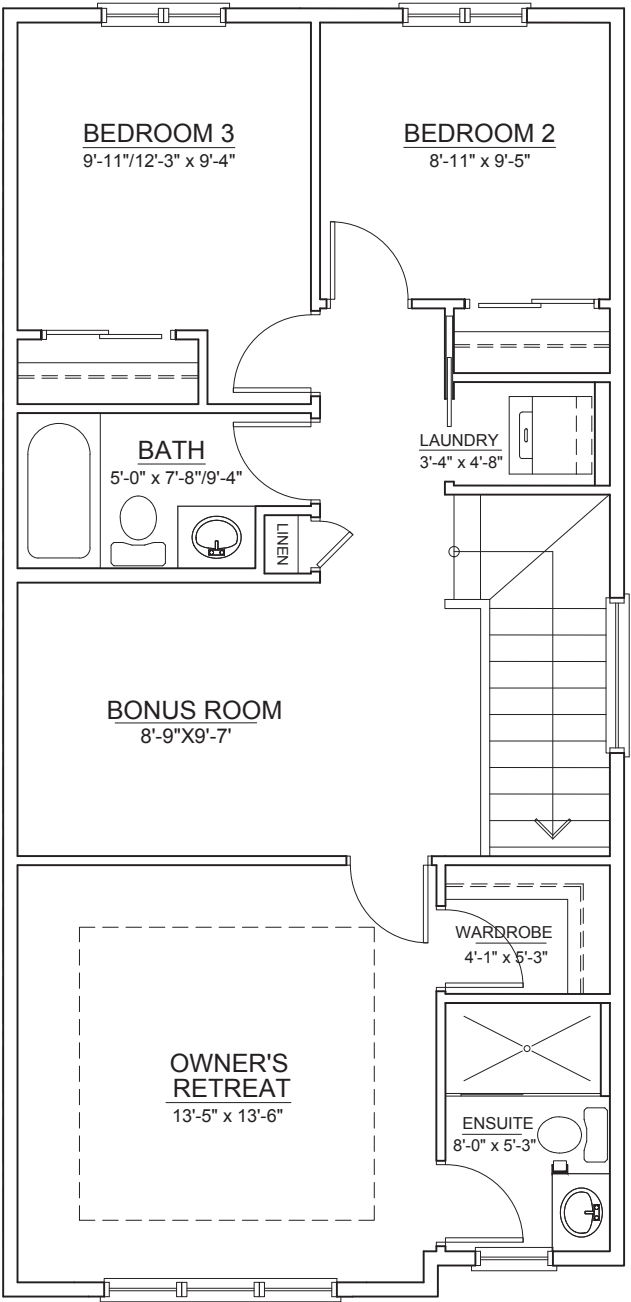 BEDROOM 3
9'-11"/12'-3" x 9'-4"
BEDROOM 2
8'-11" x 9'-5"
BATH
5'-0" x 7'-8"/9'-4"
LAUNDRY
3'-4" x 4'-8"
LINEN
BONUS ROOM
8'-9"X9'-7'
WARDROBE
4'-1" x 5'-3"
OWNER'S
RETREAT
13'-5" x 13'-6"
ENSUITE
8'-0" x 5'-3"